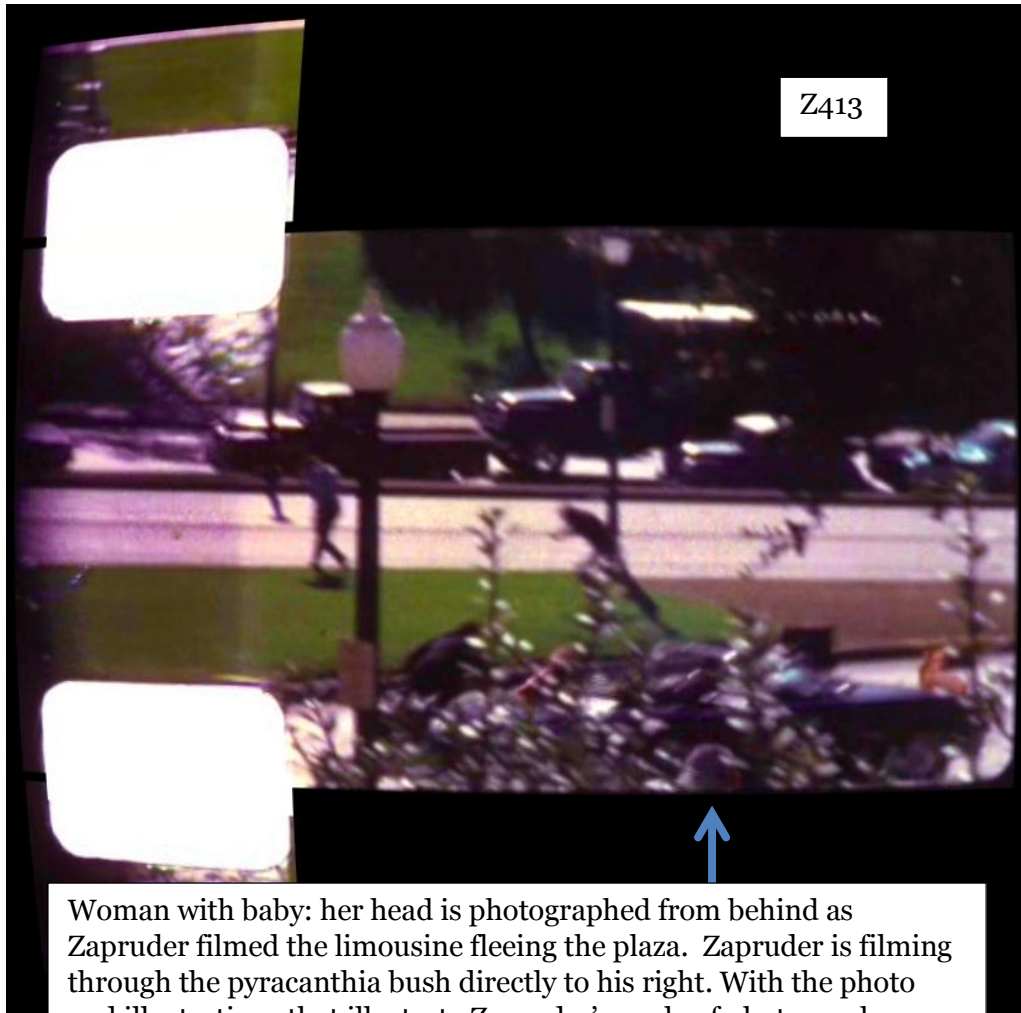 Z413
Woman with baby: her head is photographed from behind as
Zapruder filmed the limousine fleeing the plaza. Zapruder is filming
through the pyracanthia bush directly to his right. With the photo